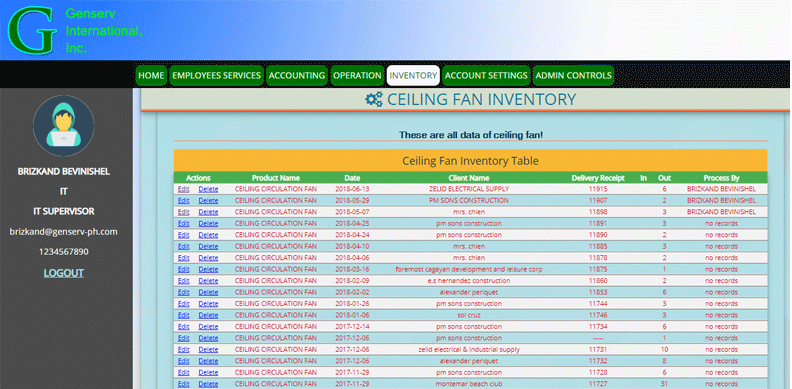 Genserv
International,
Inc.
HOME EMPLOYEES SERVICES ACCOUNTING OPERATION INVENTORY ACCOUNT SETTINGS ADMIN CONTROLS
CEILING FAN INVENTORY
BRIZKAND BEVINISHEL
IT
IT SUPERVISOR
brizkand@genserv-ph.com
1234567890
LOGOUT
These are all data of ceiling fan!
Ceiling Fan Inventory Table
Actions Product Name Date Client Name Delivery Receipt In Out Process By
Edit Delete CEILING CIRCULATION FAN 2018-06-13 ZELID ELECTRICAL SUPPLY 11915 6 BRIZKAND BEVINISHEL
Edit Delete CEILING CIRCULATION FAN 2018-05-29 PM SONS CONSTRUCTION 11907 2 BRIZKAND BEVINISHEL
Edit Delete CEILING CIRCULATION FAN 2018-05-07 mrs. chien 11898 3 BRIZKAND BEVINISHEL
Edit Delete CEILING CIRCULATION FAN 2018-04-25 pm sons construction 11891 3 no records
Edit Delete CEILING CIRCULATION FAN 2018-04-24 pm sons construction 11890 2 no records
Edit Delete CEILING CIRCULATION FAN 2018-04-10 mrs. chien 11885 3 no records
Edit Delete CEILING CIRCULATION FAN 2018-04-06 mrs. chien 11878 2 no records
Edit Delete CEILING CIRCULATION FAN 2018-03-16 foremost cagayan development and leisure corp 11875 1 no records
Edit Delete CEILING CIRCULATION FAN 2018-02-09 e.s hernandez construction 11860 2 no records
Edit Delete CEILING CIRCULATION FAN 2018-02-02 alexander periquet 11853 6 no records
Edit Delete CEILING CIRCULATION FAN 2018-01-26 pm sons construction 11744 3 no records
Edit Delete CEILING CIRCULATION FAN 2018-01-06 sol cruz 11746 3 no records
Edit Delete CEILING CIRCULATION FAN 2017-12-14 pm sons construction 11734 6 no records
Edit Delete CEILING CIRCULATION FAN 2017-12-06 pm sons construction ----- 1 no records
Edit Delete CEILING CIRCULATION FAN 2017-12-06 zelid electrical & industrial supply 11731 10 no records
Edit Delete CEILING CIRCULATION FAN 2017-12-06 alexander periquet 11732 8 no records
Edit Delete CEILING CIRCULATION FAN 2017-11-29 pm sons construction 11728 6 no records
Edit Delete CEILING CIRCULATION FAN 2017-11-29 montemar beach club 11727 31 no records